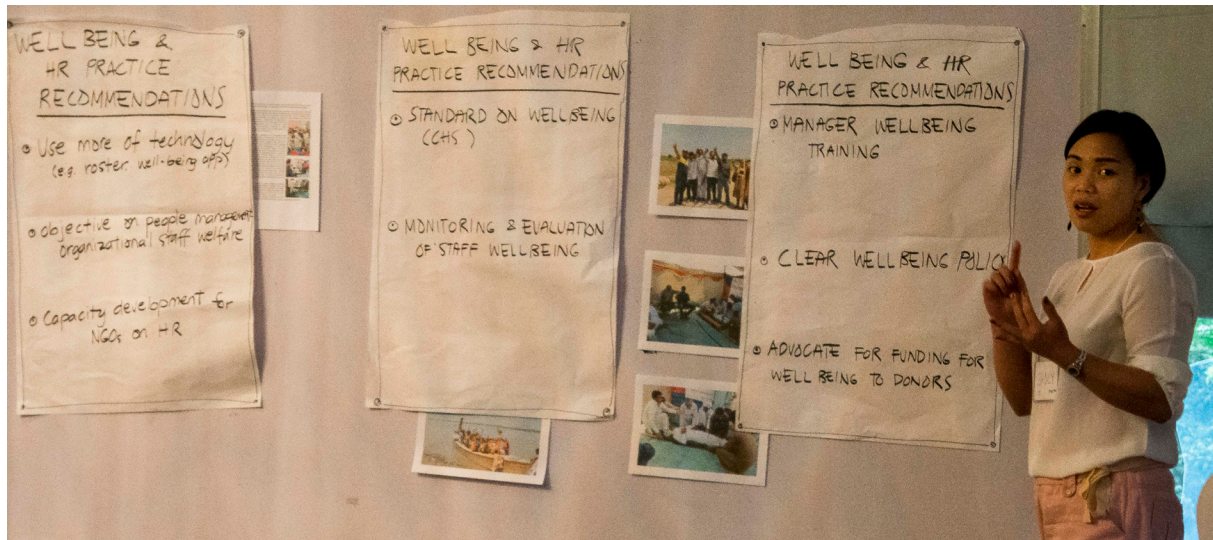 WELL BEING &
HR PRACTICE
RECOMMENDATIONS
Use more of technology
(e.g. roster, well-being app)
Objective on people management
organizational staff welfare
Capacity development for
NGOs on HR
WELL BEING & HR
PRACTICE RECOMMENDATIONS
STANDARD ON WELLBEING
(CHS)
MONITORING & EVALUATION
OF STAFF WELLBEING
WELL BEING & HR
PRACTICE RECOMMENDATIONS
MANAGER WELLBEING
TRAINING
CLEAR WELLBEING POLICY
ADVOCATE FOR FUNDING FOR
WELL BEING TO DONORS